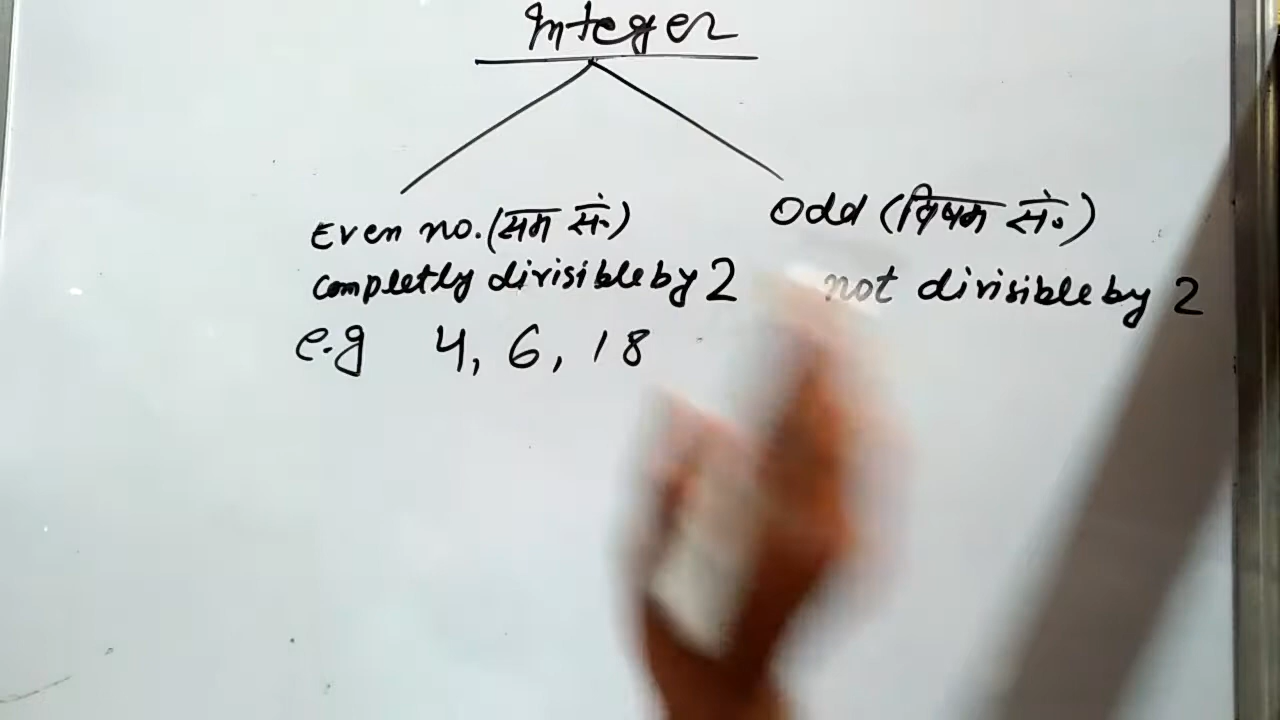 Integer
Even no. (सम सं.)
completly divisible by 2
e.g 4, 6, 18
Odd (विषम सं.)
not divisible by 2